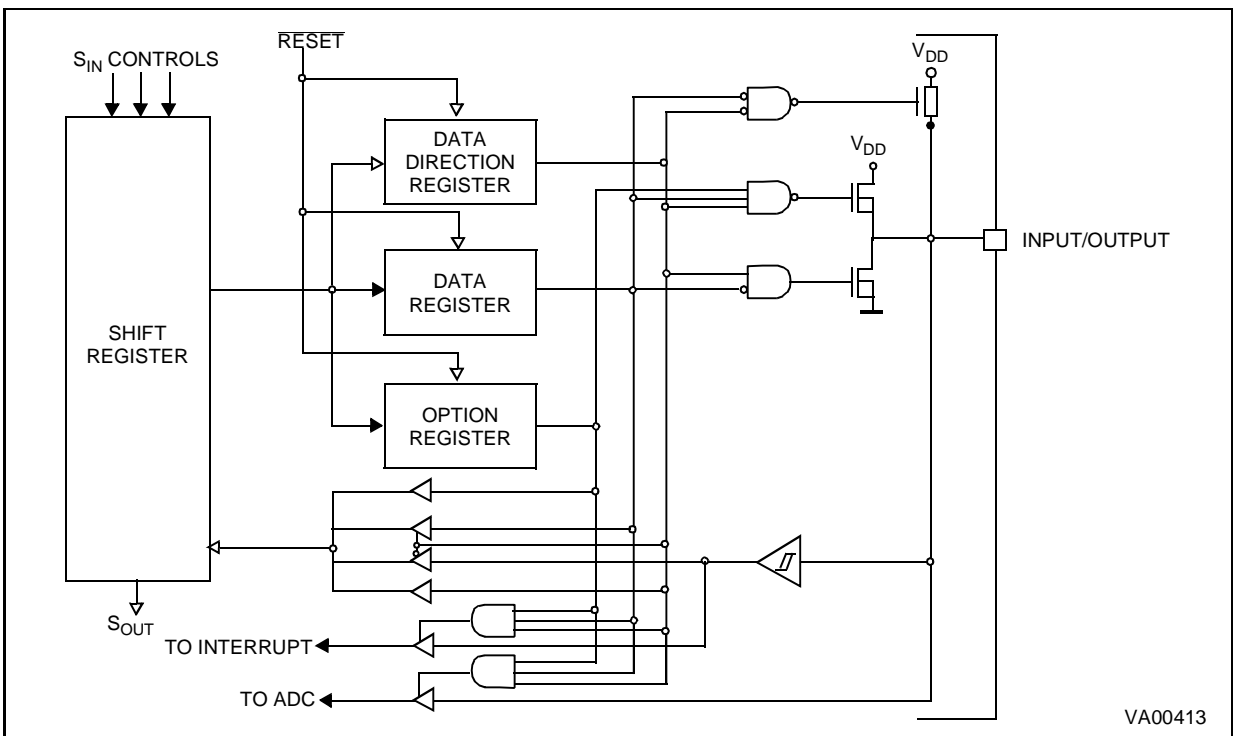 RESET
S_IN CONTROLS
V_DD
DATA
DIRECTION
REGISTER
V_DD
INPUT/OUTPUT
DATA
REGISTER
SHIFT
REGISTER
OPTION
REGISTER
S_OUT
TO INTERRUPT
TO ADC
VA00413